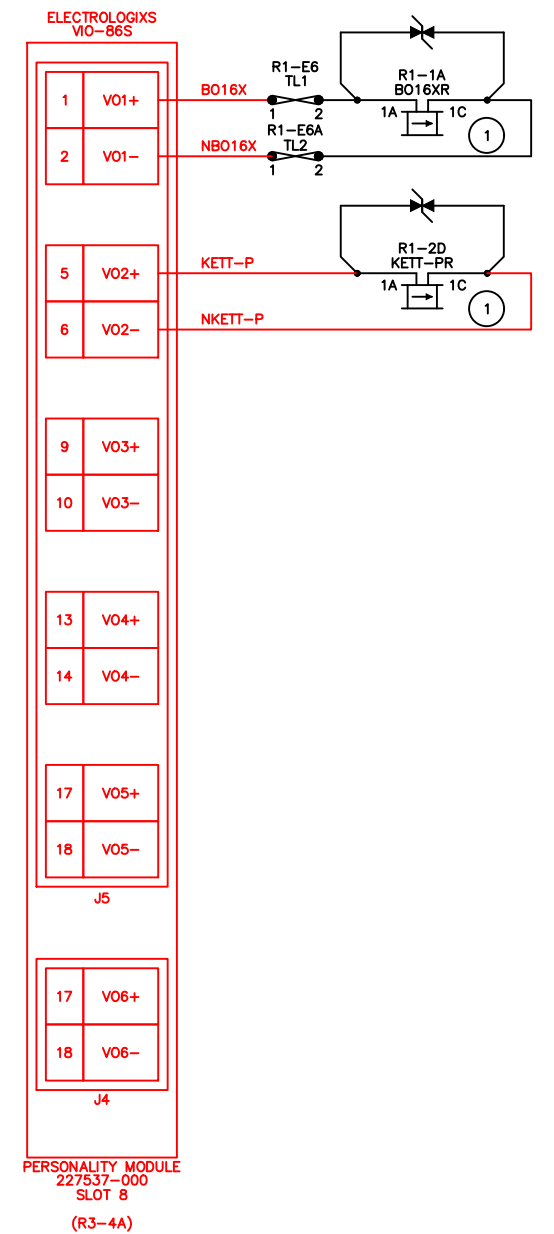 ELECTROLOGIXS
VIO-86S
1 VO1+
2 VO1-
BO16X
NBO16X
R1-E6
TL1
1 2
R1-E6A
TL2
1 2
R1-1A
BO16XR
1A 1C
1
5 VO2+
6 VO2-
KETT-P
NKETT-P
R1-2D
KETT-PR
1A 1C
1
9 VO3+
10 VO3-
13 VO4+
14 VO4-
17 VO5+
18 VO5-
J5
17 VO6+
18 VO6-
J4
PERSONALITY MODULE
227537-000
SLOT 8
(R3-4A)